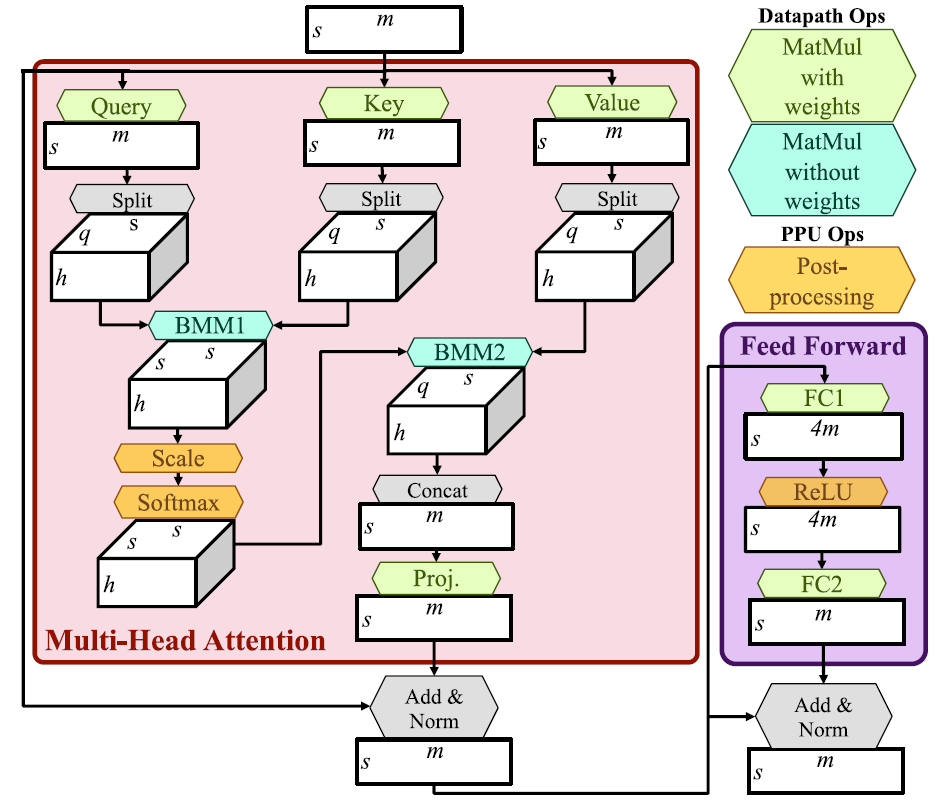 s m
Query
s m
Split
q s
h
Key
s m
Split
q s
h
Value
s m
Split
q s
h
BMM1
s s
h
Scale
Softmax
s s
h
BMM2
q s
h
Concat
s m
Proj.
s m
Multi-Head Attention
Add &
Norm
s m
Datapath Ops
MatMul
with
weights
MatMul
without
weights
PPU Ops
Post-
processing
Feed Forward
FC1
s 4m
ReLU
s 4m
FC2
s m
Add &
Norm
s m